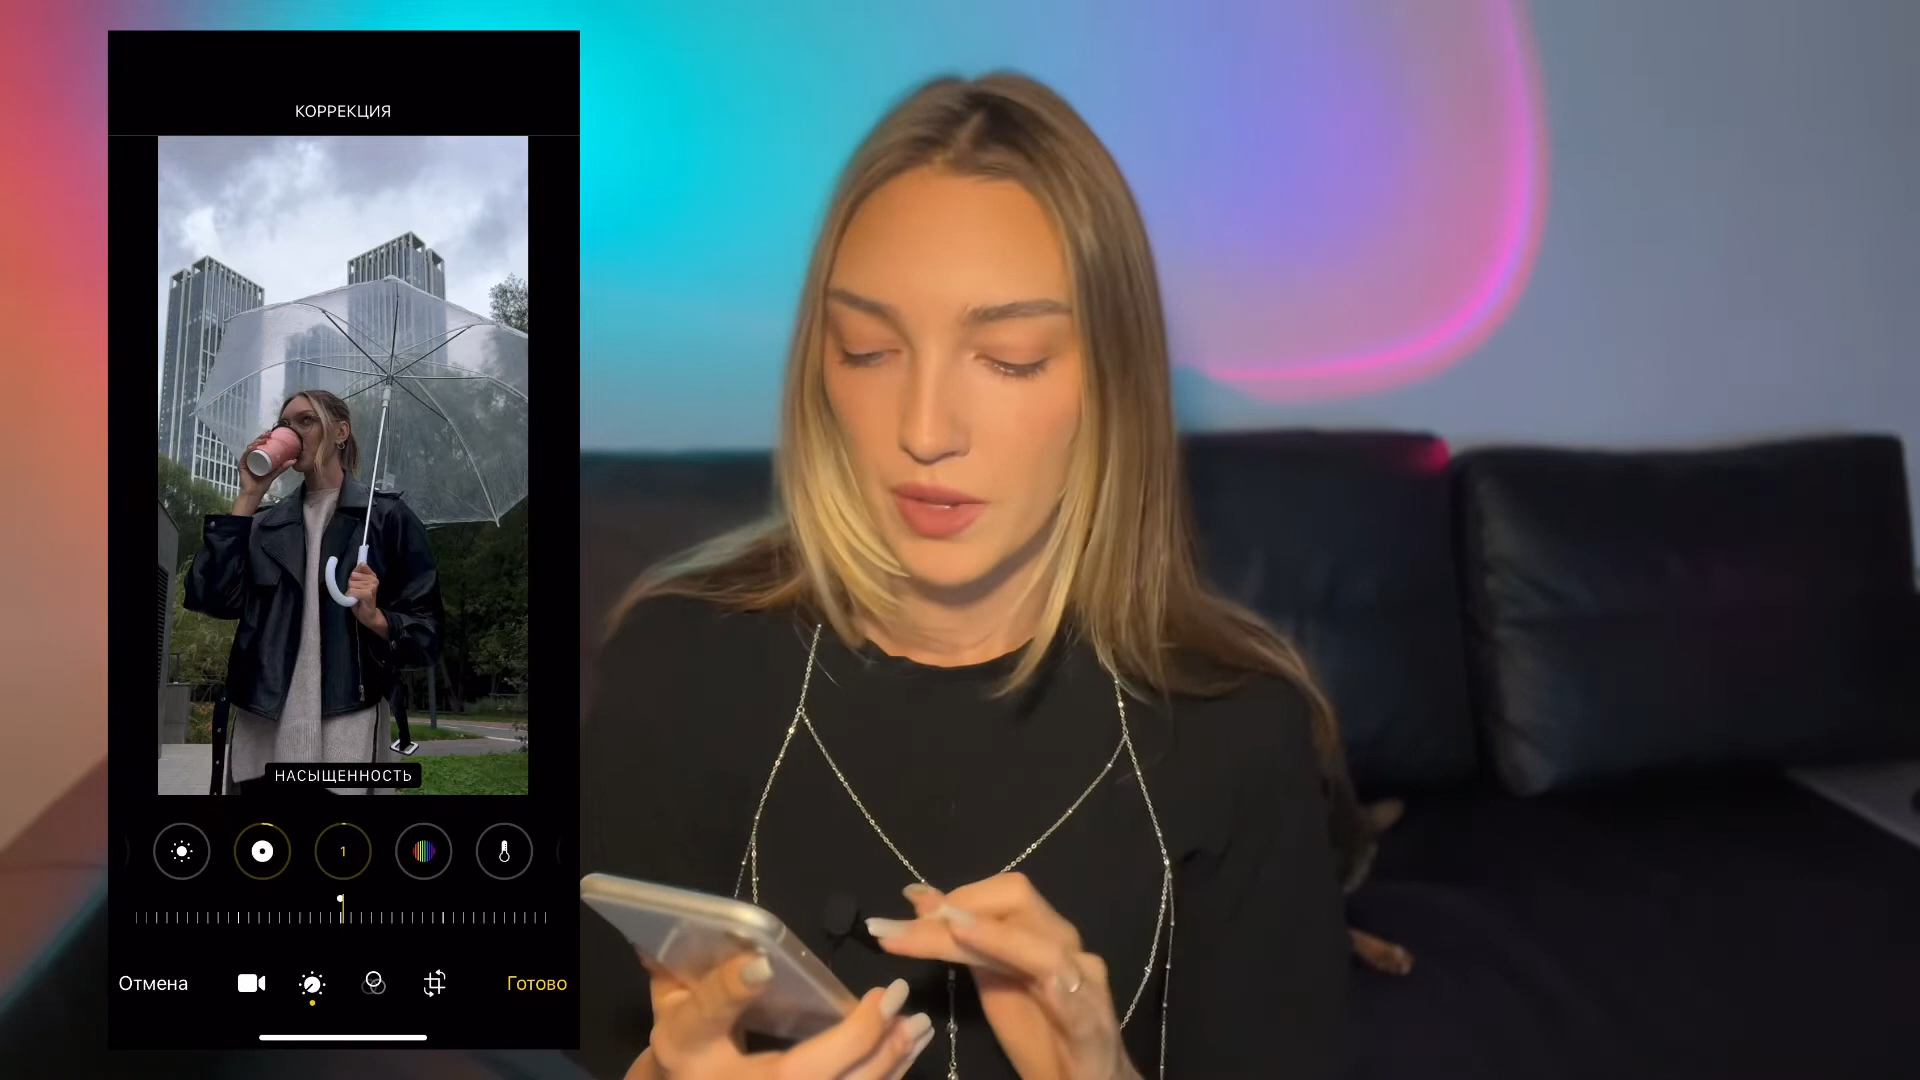 КОРРЕКЦИЯ
НАСЫЩЕННОСТЬ
1
Отмена
Готово